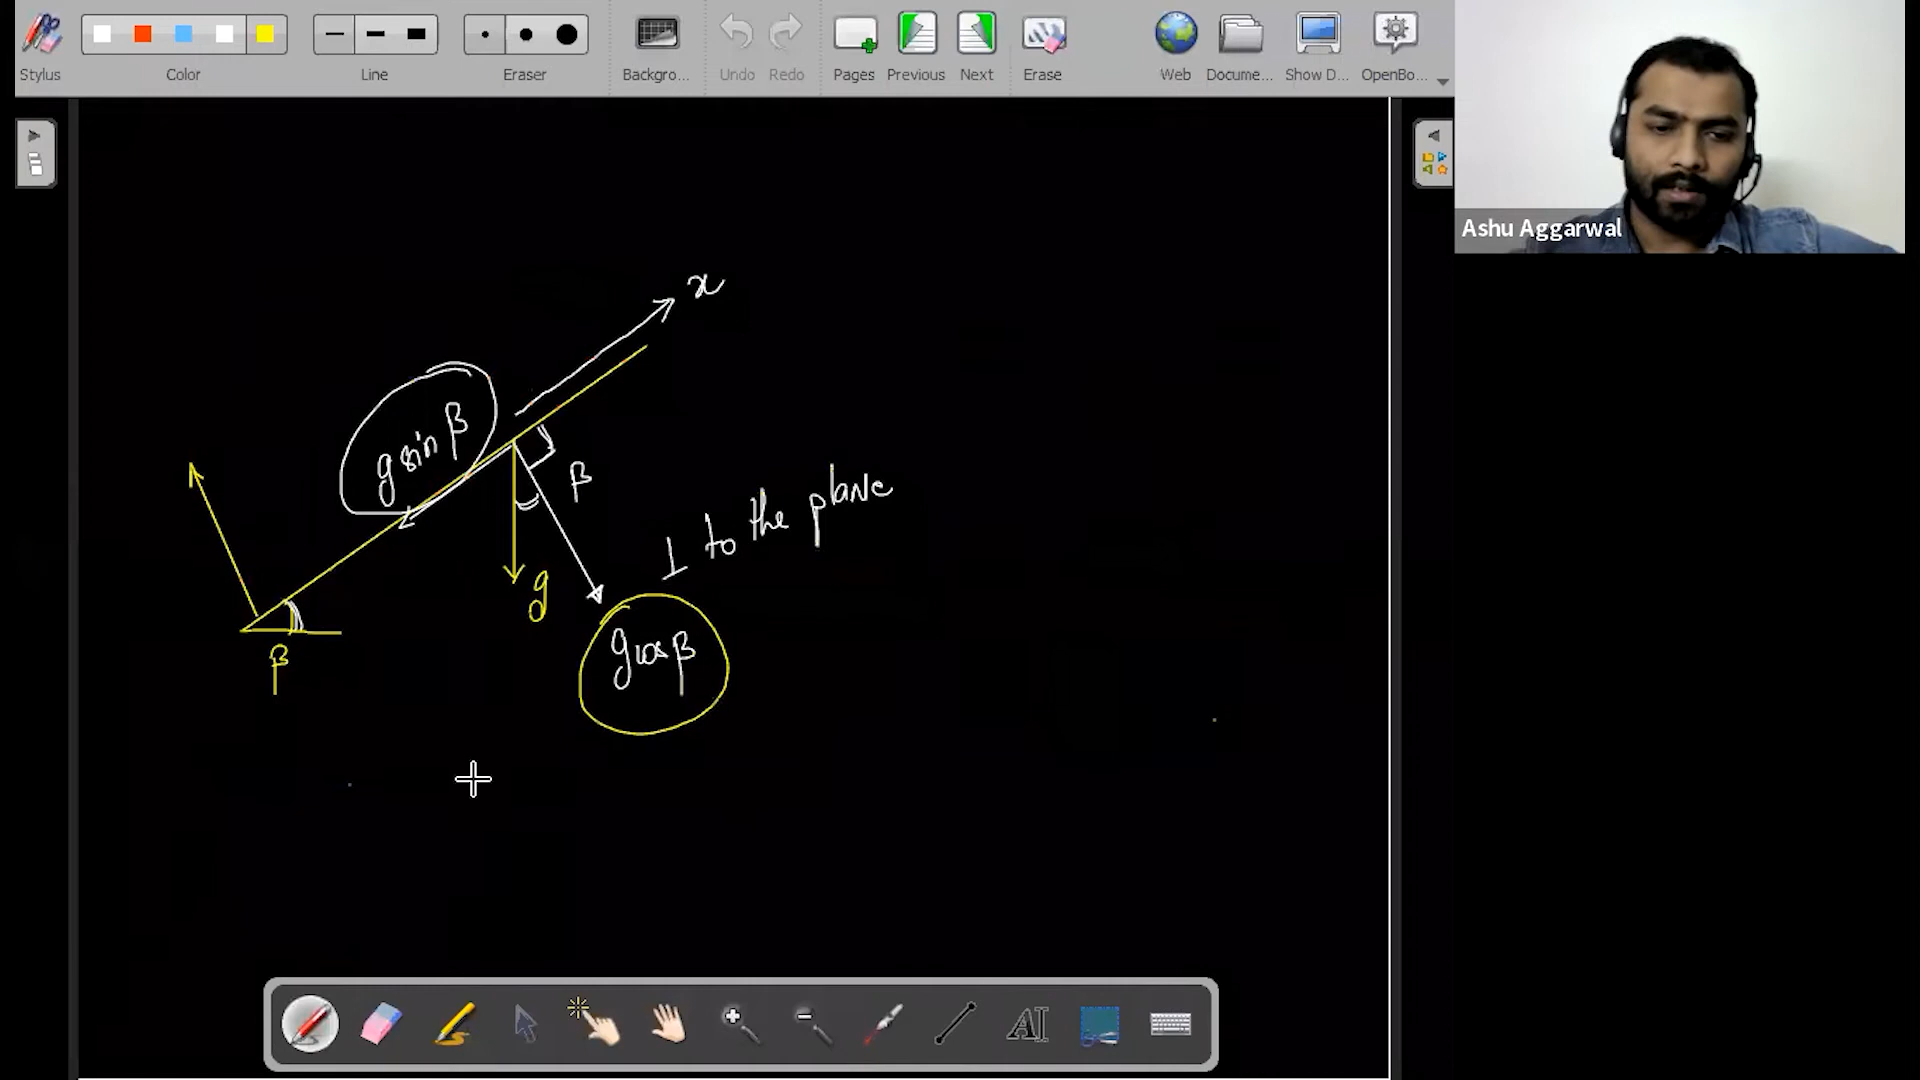 Stylus
Color
Line
Eraser
Backgro...
Undo
Redo
Pages
Previous
Next
Erase
Web
Docume...
Show D...
OpenBo...
Ashu Aggarwal
x
g sin β
β
⊥ to the plane
g
g cos β
β
AI